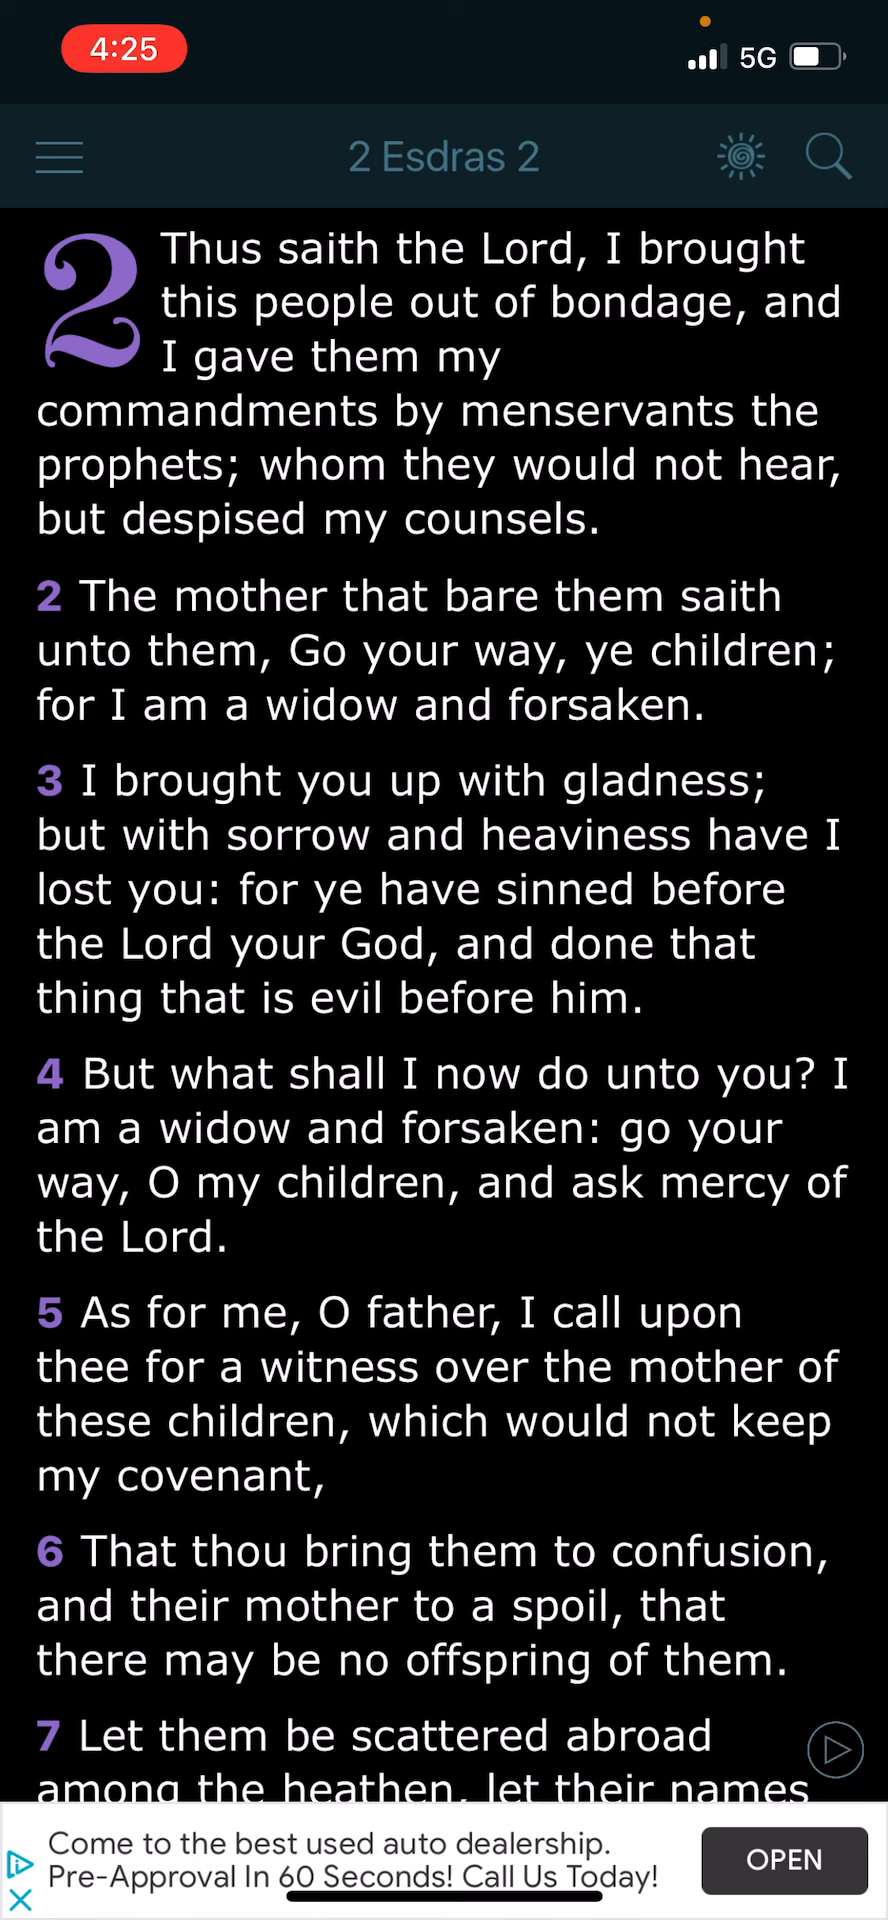 4:25
5G
2 Esdras 2
2 Thus saith the Lord, I brought
this people out of bondage, and
I gave them my
commandments by menservants the
prophets; whom they would not hear,
but despised my counsels.
2 The mother that bare them saith
unto them, Go your way, ye children;
for I am a widow and forsaken.
3 I brought you up with gladness;
but with sorrow and heaviness have I
lost you: for ye have sinned before
the Lord your God, and done that
thing that is evil before him.
4 But what shall I now do unto you? I
am a widow and forsaken: go your
way, O my children, and ask mercy of
the Lord.
5 As for me, O father, I call upon
thee for a witness over the mother of
these children, which would not keep
my covenant,
6 That thou bring them to confusion,
and their mother to a spoil, that
there may be no offspring of them.
7 Let them be scattered abroad
among the heathen, let their names
Come to the best used auto dealership.
Pre-Approval In 60 Seconds! Call Us Today!
OPEN